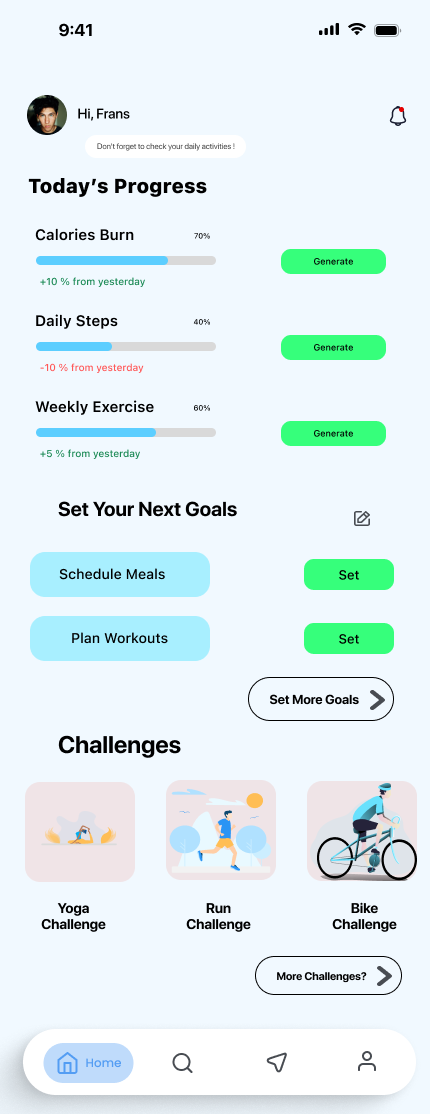 9:41
Hi, Frans
Don't forget to check your daily activities !
Today's Progress
Calories Burn
70%
Generate
+10 % from yesterday
Daily Steps
40%
Generate
-10 % from yesterday
Weekly Exercise
60%
Generate
+5 % from yesterday
Set Your Next Goals
Schedule Meals
Set
Plan Workouts
Set
Set More Goals
Challenges
Yoga
Challenge
Run
Challenge
Bike
Challenge
More Challenges?
Home